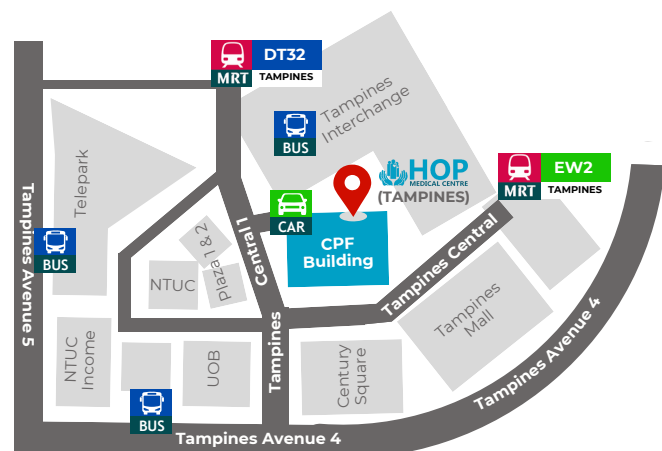 DT32
MRT
TAMPINES
Tampines
Interchange
BUS
Telepark
HOP
MEDICAL CENTRE
(TAMPINES)
EW2
MRT
TAMPINES
CAR
CPF
Building
Tampines Avenue 5
BUS
Plaza 1 & 2
NTUC
Central 1
Tampines
Tampines Central
Tampines
Mall
Tampines Avenue 4
NTUC
Income
UOB
Century
Square
BUS
Tampines Avenue 4